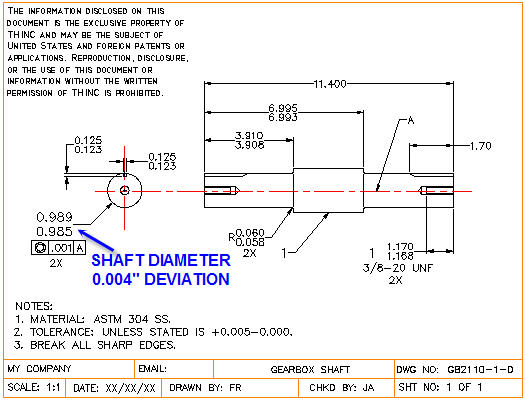 THE INFORMATION DISCLOSED ON THIS
DOCUMENT IS THE EXCLUSIVE PROPERTY OF
THINC AND MAY BE THE SUBJECT OF
UNITED STATES AND FOREIGN PATENTS OR
APPLICATIONS. REPRODUCTION, DISCLOSURE,
OR THE USE OF THIS DOCUMENT OR
INFORMATION WITHOUT THE WRITTEN
PERMISSION OF THINC IS PROHIBITED.
11.400
6.995
6.993
A
3.910
3.908
1.70
0.125
0.123
0.125
0.123
0.989
0.985
.001 A
2X
SHAFT DIAMETER
0.004" DEVIATION
R0.060
0.058
2X
1
1
1.170
1.168
3/8-20 UNF
2X
NOTES:
1. MATERIAL: ASTM 304 SS.
2. TOLERANCE: UNLESS STATED IS +0.005-0.000.
3. BREAK ALL SHARP EDGES.
MY COMPANY EMAIL: GEARBOX SHAFT DWG NO: GB2110-1-D
SCALE: 1:1 DATE: XX/XX/XX DRAWN BY: FR CHKD BY: JA SHT NO: 1 OF 1